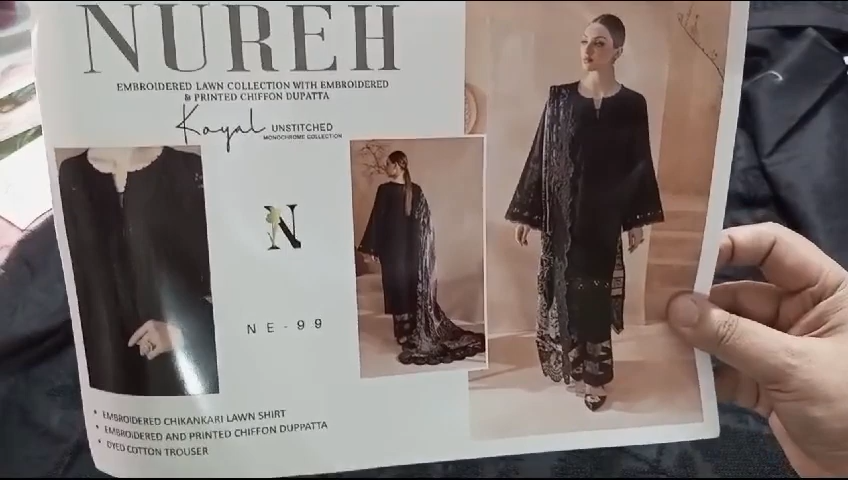 NUREH
EMBROIDERED LAWN COLLECTION WITH EMBROIDERED
& PRINTED CHIFFON DUPATTA
Kayal UNSTITCHED
MONOCHROME COLLECTION
N
NE-99
• EMBROIDERED CHIKANKARI LAWN SHIRT
• EMBROIDERED AND PRINTED CHIFFON DUPPATTA
• DYED COTTON TROUSER